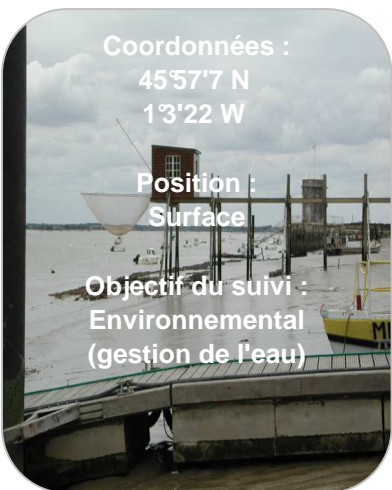 Coordonnées :
45°57'7 N
1°3'22 W
Position :
Surface
Objectif du suivi :
Environnemental
(gestion de l'eau)